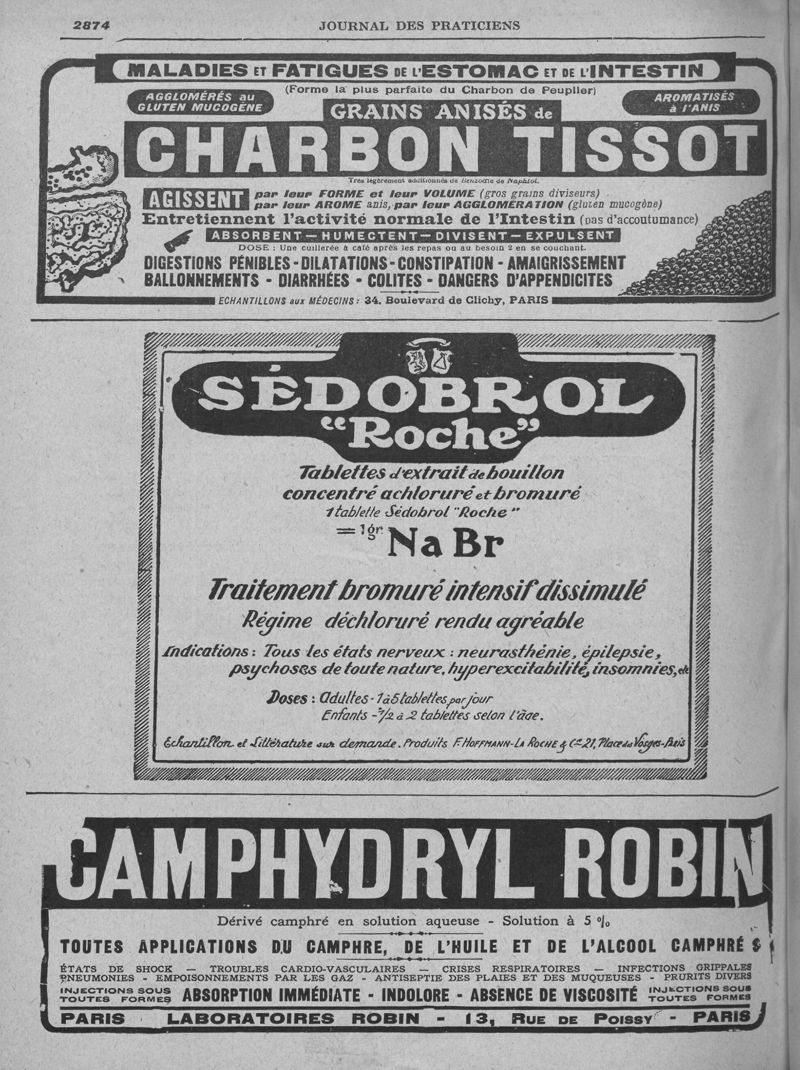 2874
JOURNAL DES PRATICIENS
MALADIES ET FATIGUES DE L'ESTOMAC ET DE L'INTESTIN
(Forme la plus parfaite du Charbon de Peuplier)
AGGLOMÉRÉS au
GLUTEN MUCOGÈNE
GRAINS ANISÉS de
AROMATISÉS
à l'ANIS
CHARBON TISSOT
Très légèrement additionnés de Benzoate de Naphtol.
AGISSENT
par leur FORME et leur VOLUME (gros grains diviseurs)
par leur AROME anis, par leur AGGLOMÉRATION (gluten mucogène)
Entretiennent l'activité normale de l'Intestin (pas d'accoutumance)
ABSORBENT — HUMECTENT — DIVISENT — EXPULSENT
DOSE : Une cuillerée à café après les repas ou au besoin 2 en se couchant.
DIGESTIONS PÉNIBLES - DILATATIONS - CONSTIPATION - AMAIGRISSEMENT
BALLONNEMENTS - DIARRHÉES - COLITES - DANGERS D'APPENDICITES
ECHANTILLONS aux MÉDECINS : 34. Boulevard de Clichy, PARIS
SÉDOBROL
"Roche"
Tablettes d'extrait de bouillon
concentré achloruré et bromuré
1 tablette Sédobrol "Roche"
= 1gr. Na Br
Traitement bromuré intensif dissimulé
Régime déchloruré rendu agréable
Indications : Tous les états nerveux : neurasthénie, épilepsie,
psychoses de toute nature, hyperexcitabilité, insomnies, etc
Doses : Adultes - 1 à 5 tablettes par jour
Enfants - 1/2 à 2 tablettes selon l'âge.
Échantillon et Littérature sur demande. Produits F. HOFFMANN-LA ROCHE & Cie 21, Place des Vosges - Paris
CAMPHYDRYL ROBIN
Dérivé camphré en solution aqueuse - Solution à 5 %
TOUTES APPLICATIONS DU CAMPHRE, DE L'HUILE ET DE L'ALCOOL CAMPHRÉS
ÉTATS DE SHOCK — TROUBLES CARDIO-VASCULAIRES — CRISES RESPIRATOIRES — INFECTIONS GRIPPALES
PNEUMONIES - EMPOISONNEMENTS PAR LES GAZ - ANTISEPTIE DES PLAIES ET DES MUQUEUSES - PRURITS DIVERS
INJECTIONS SOUS
TOUTES FORMES
ABSORPTION IMMÉDIATE - INDOLORE - ABSENCE DE VISCOSITÉ
INJECTIONS SOUS
TOUTES FORMES
PARIS LABORATOIRES ROBIN - 13, RUE DE POISSY - PARIS